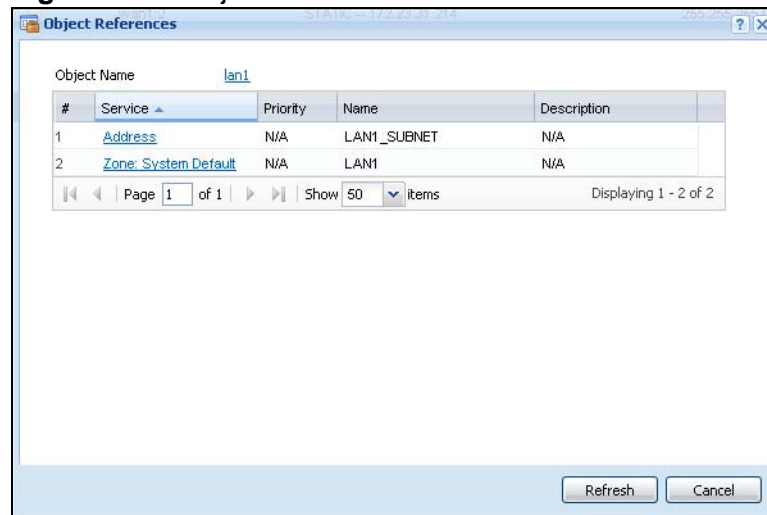 Object References
Object Name lan1
# Service Priority Name Description
1 Address N/A LAN1_SUBNET N/A
2 Zone: System Default N/A LAN1 N/A
Page 1 of 1 Show 50 items Displaying 1 - 2 of 2
Refresh Cancel